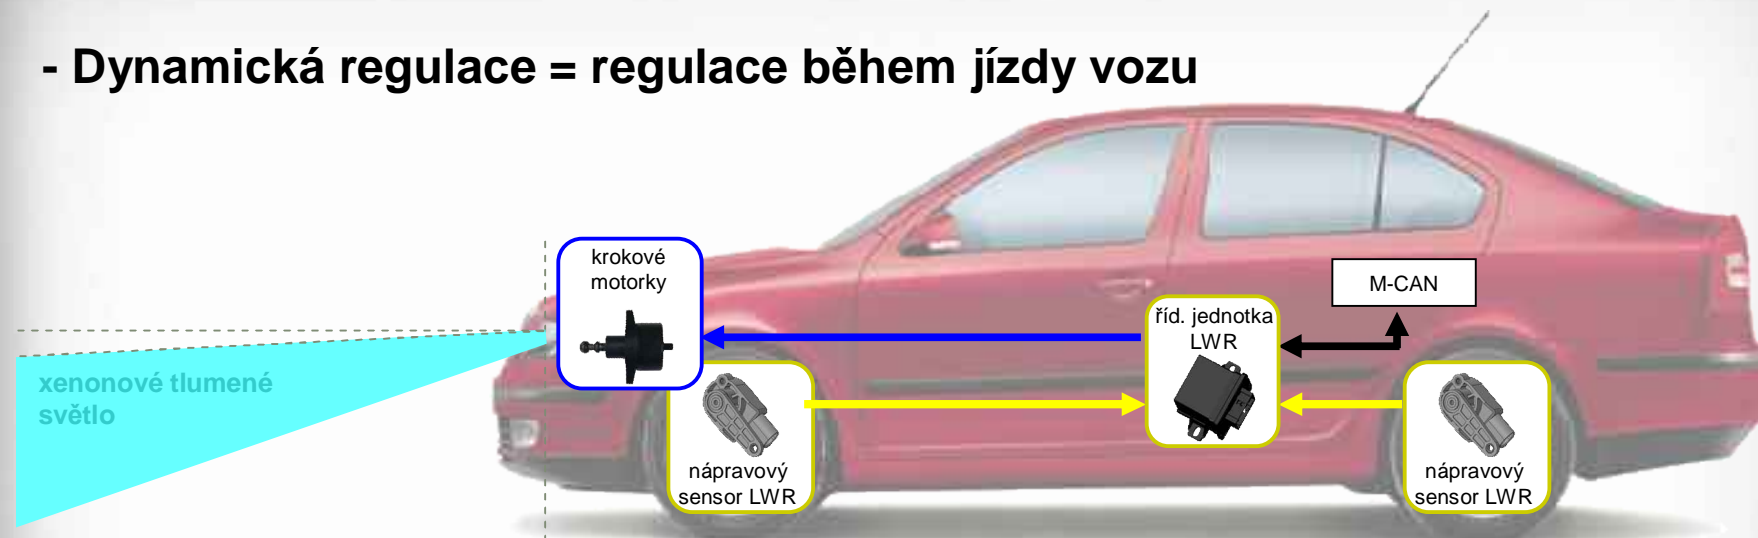 - Dynamická regulace = regulace během jízdy vozu
krokové
motorky
M-CAN
říd. jednotka
LWR
xenonové tlumené
světlo
nápravový
sensor LWR
nápravový
sensor LWR